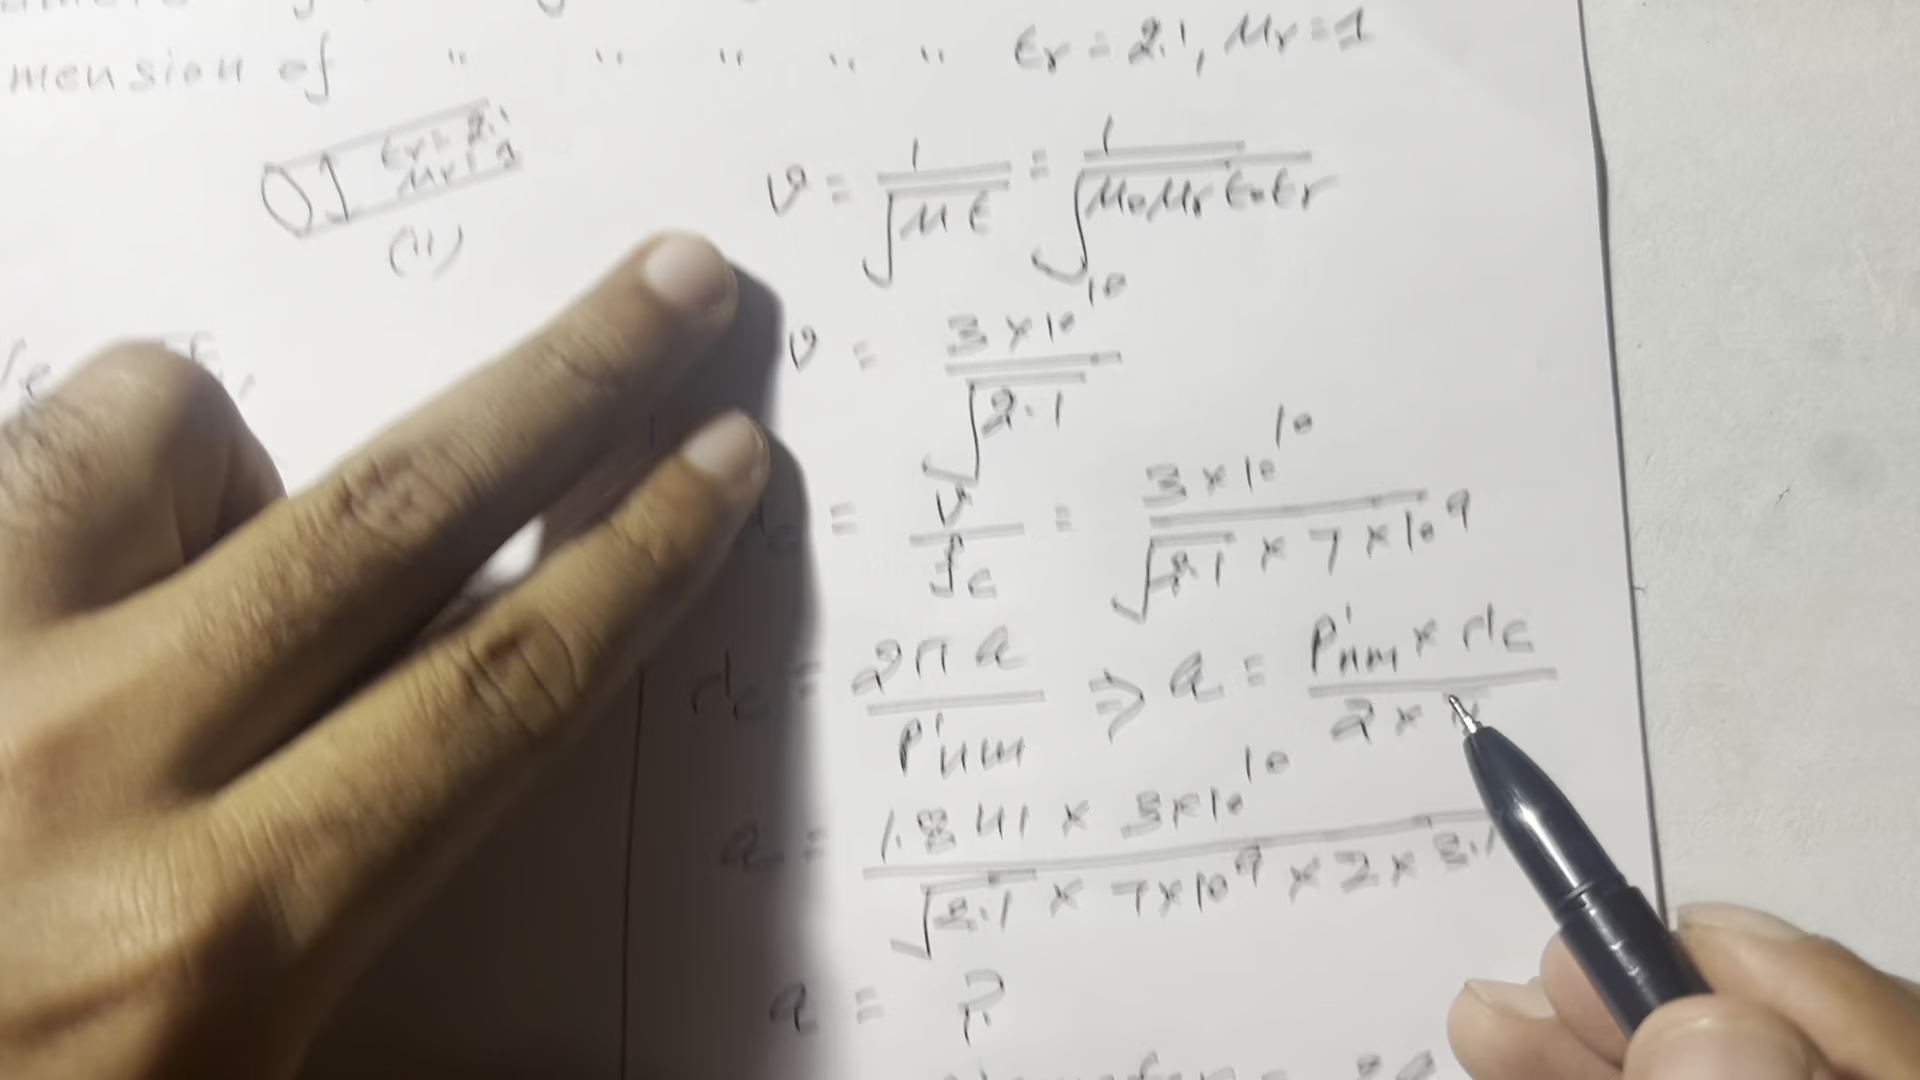 mension of " " " " " εr = 2.1, μr = 1
εr = 2.1
μr = 1
(ii)
v = 1/√(με) = 1/√(μ0μrε0εr)
v = 3 × 10^10/√2.1
= v/fc = 3 × 10^10/(√2.1 × 7 × 10^9)
λc = 2πa/P'nm ⇒ a = (P'nm × λc)/(2 × π)
a = (1.841 × 3 × 10^10)/(√2.1 × 7 × 10^9 × 2 × 3.1
a = ?